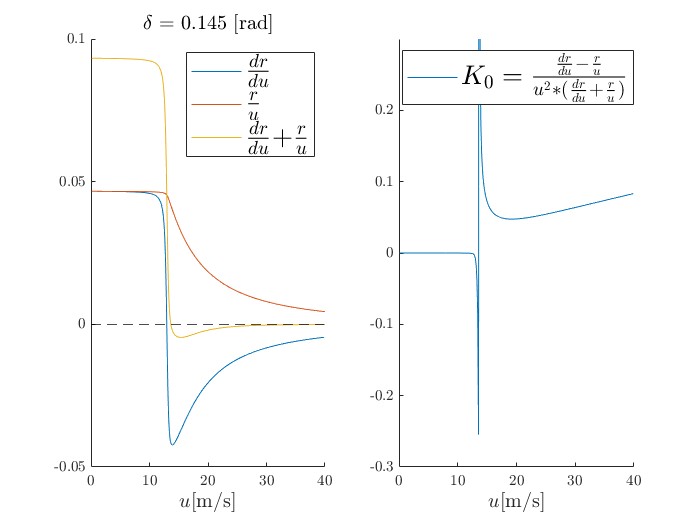 δ = 0.145 [rad]
0.1
0.05
0
-0.05
0
10
20
30
40
u[m/s]
dr/du
r/u
dr/du + r/u
0.2
0.1
0
-0.1
-0.2
-0.3
0
10
20
30
40
u[m/s]
K₀ = (dr/du − r/u) / (u²*(dr/du + r/u))